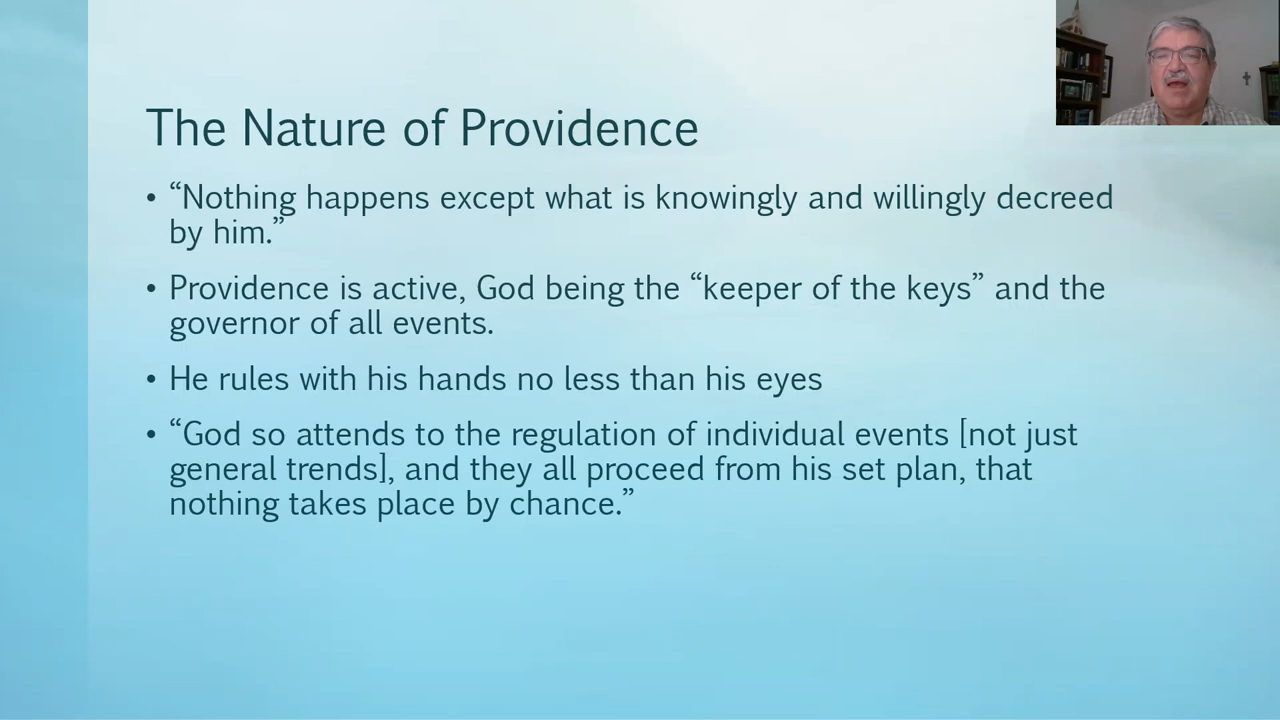 The Nature of Providence
• “Nothing happens except what is knowingly and willingly decreed
by him.”
• Providence is active, God being the “keeper of the keys” and the
governor of all events.
• He rules with his hands no less than his eyes
• “God so attends to the regulation of individual events [not just
general trends], and they all proceed from his set plan, that
nothing takes place by chance.”